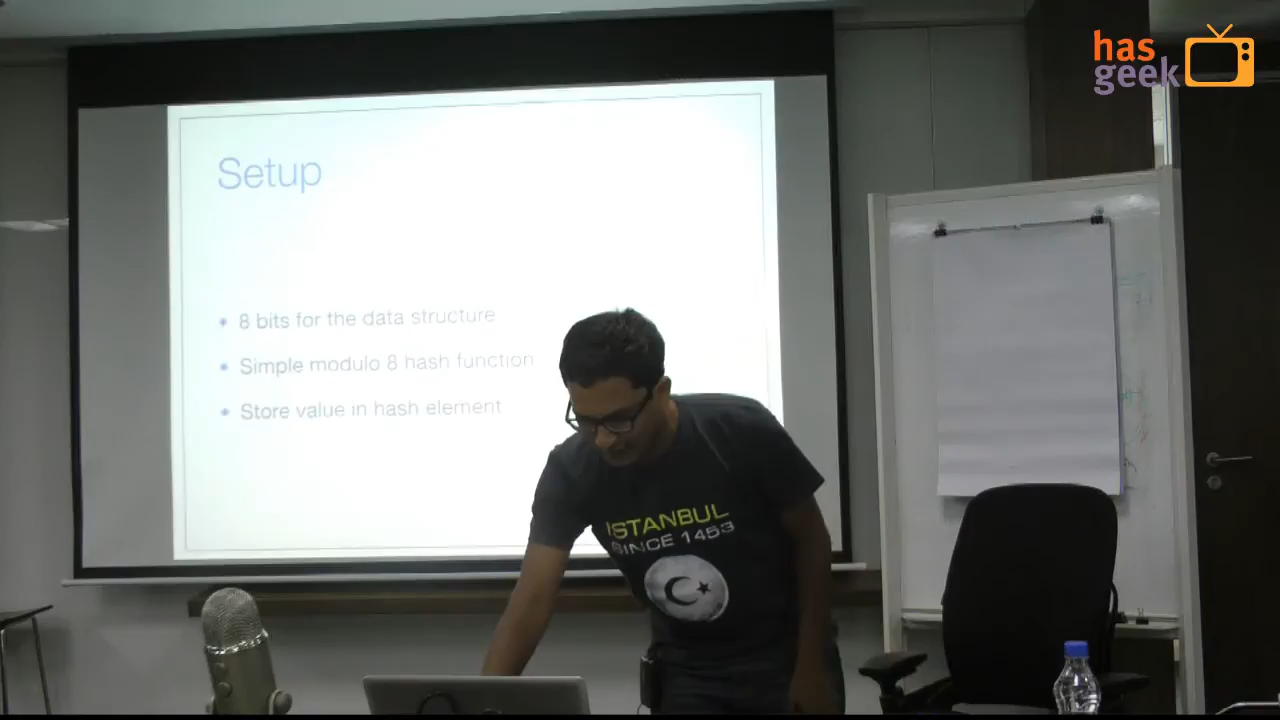 has
geek
Setup
• 8 bits for the data structure
• Simple modulo 8 hash function
• Store value in hash element
ISTANBUL
SINCE 1453